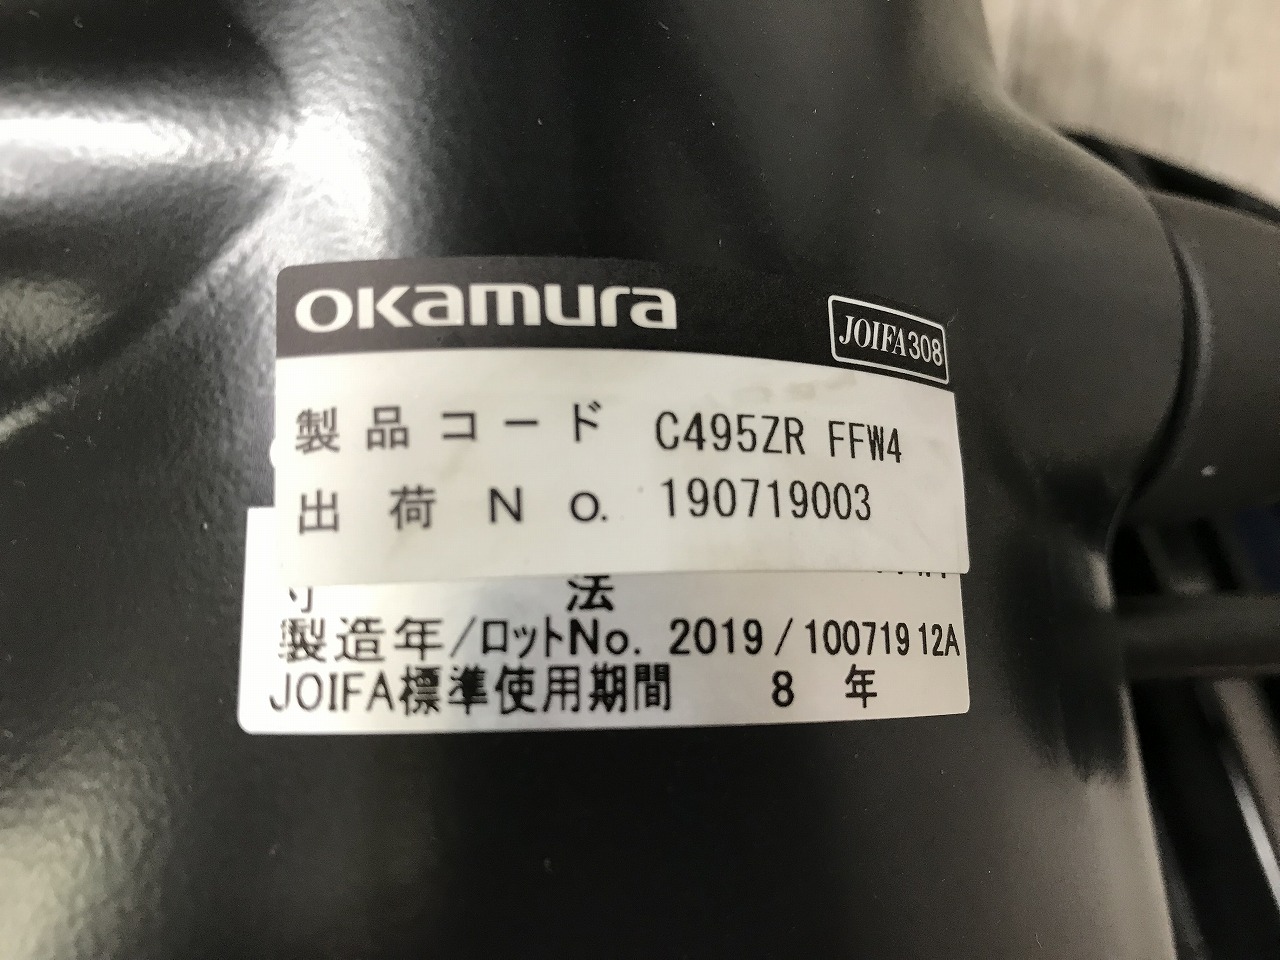 okamura
JOIFA308
製品コード C495ZR FFW4
出荷No. 190719003
寸法
製造年/ロットNo. 2019 / 100719 12A
JOIFA標準使用期間 8 年